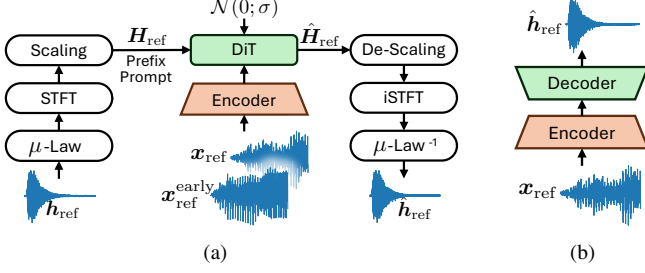 𝒩(0; σ)
Scaling
H_ref
Prefix
Prompt
DiT
Ĥ_ref
De-Scaling
STFT
Encoder
iSTFT
μ-Law
x_ref
μ-Law⁻¹
x_ref^early
h_ref
ĥ_ref
(a)
ĥ_ref
Decoder
Encoder
x_ref
(b)